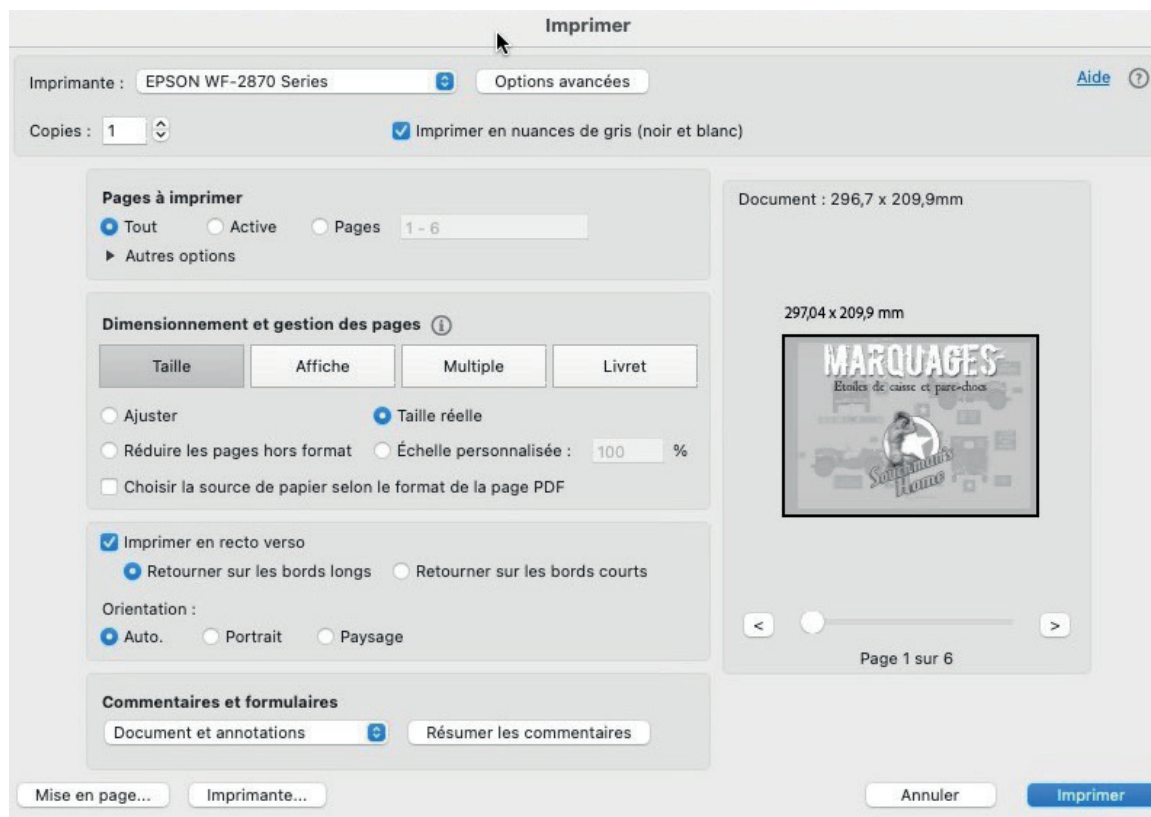 Imprimer
Imprimante : EPSON WF-2870 Series Options avancées Aide ?
Copies : 1 Imprimer en nuances de gris (noir et blanc)
Pages à imprimer
Tout Active Pages 1 - 6
Autres options
Dimensionnement et gestion des pages i
Taille Affiche Multiple Livret
Ajuster Taille réelle
Réduire les pages hors format Échelle personnalisée : 100 %
Choisir la source de papier selon le format de la page PDF
Imprimer en recto verso
Retourner sur les bords longs Retourner sur les bords courts
Orientation :
Auto. Portrait Paysage
Commentaires et formulaires
Document et annotations Résumer les commentaires
Document : 296,7 x 209,9mm
297,04 x 209,9 mm
MARQUAGES
Etoiles de caisse et pare-chocs
Southman's
Home
< >
Page 1 sur 6
Mise en page... Imprimante... Annuler Imprimer